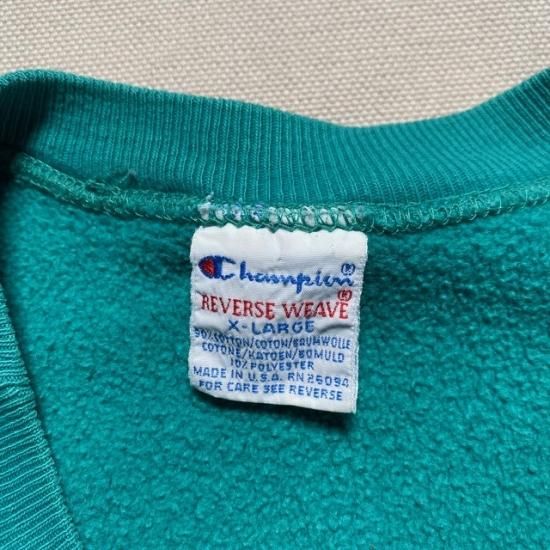 Champion®
REVERSE WEAVE®
X-LARGE
90% COTTON/COTON/BAUMWOLLE
COTONE/KATOEN/BOMULD
10% POLYESTER
MADE IN U.S.A. RN 26094
FOR CARE SEE REVERSE